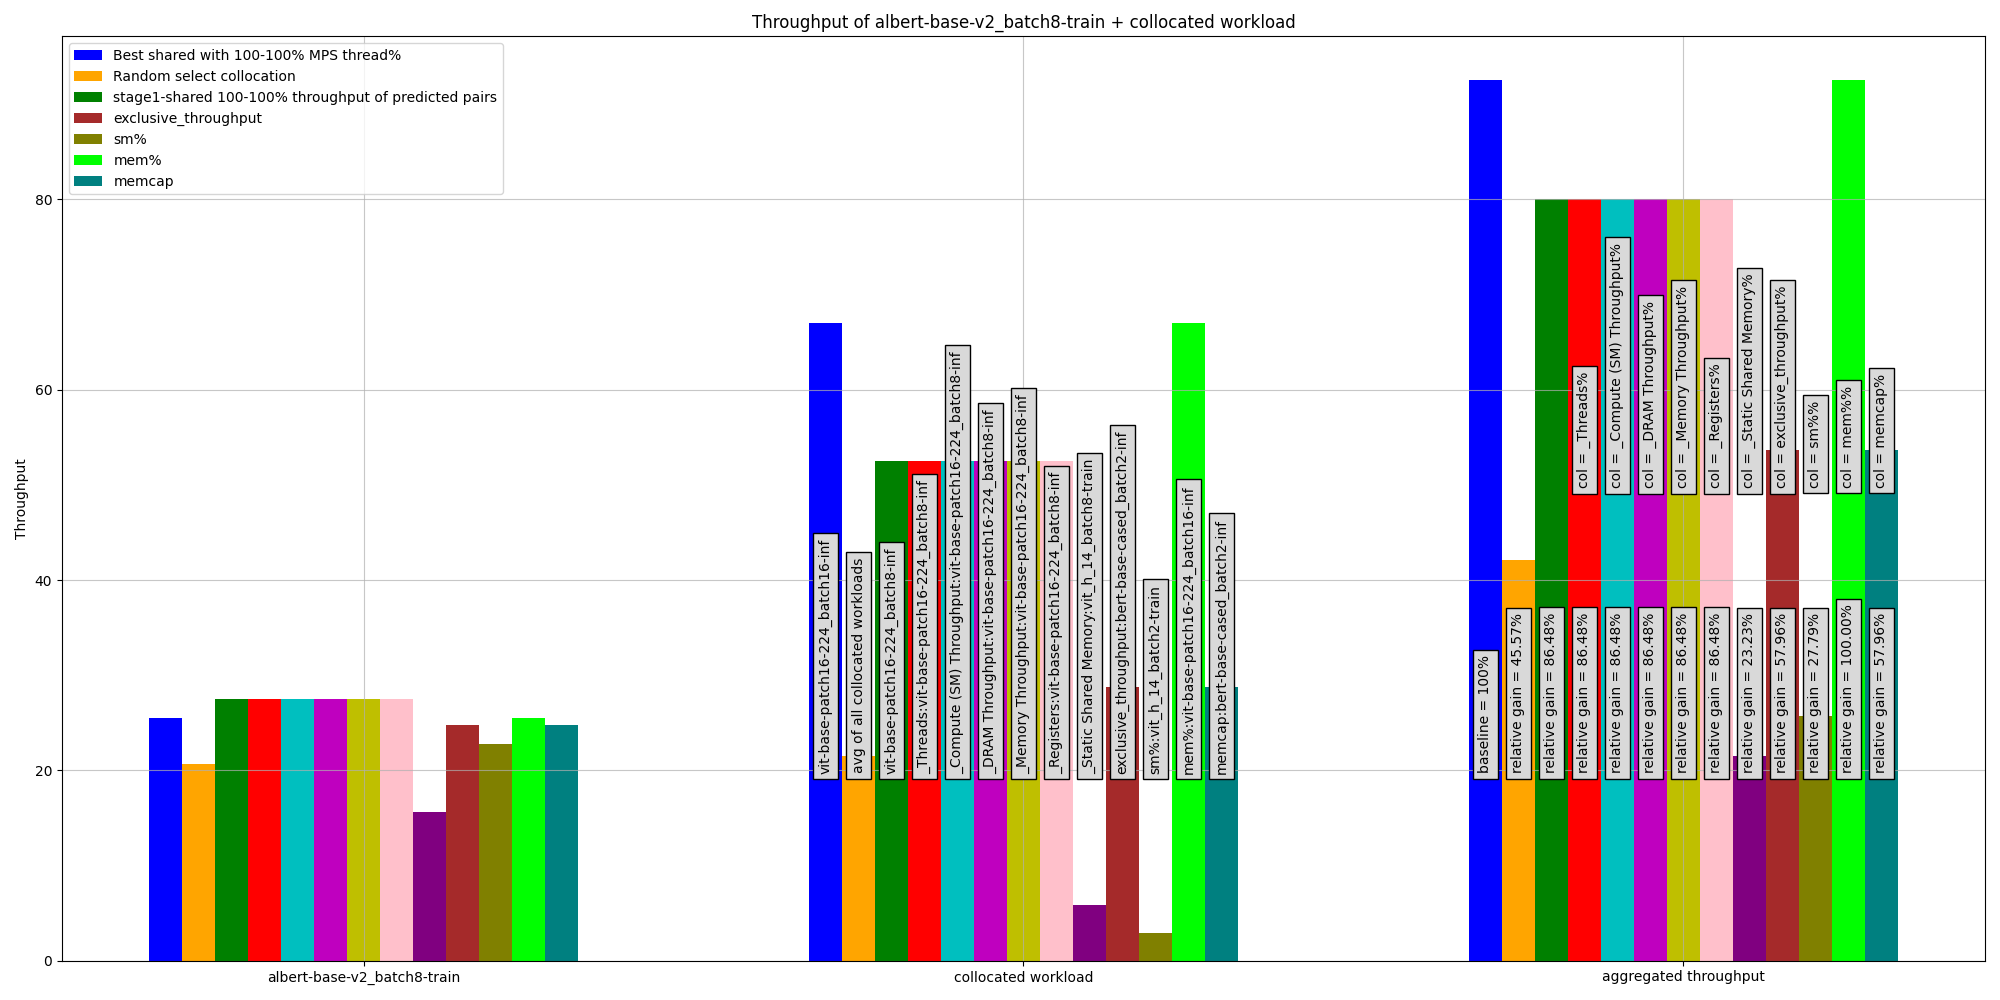 Throughput of albert-base-v2_batch8-train + collocated workload
Best shared with 100-100% MPS thread%
Random select collocation
stage1-shared 100-100% throughput of predicted pairs
exclusive_throughput
sm%
mem%
memcap
Throughput
80
60
40
20
0
vit-base-patch16-224_batch16-inf
avg of all collocated workloads
vit-base-patch16-224_batch8-inf
_Threads:vit-base-patch16-224_batch8-inf
_Compute (SM) Throughput:vit-base-patch16-224_batch8-inf
_DRAM Throughput:vit-base-patch16-224_batch8-inf
_Memory Throughput:vit-base-patch16-224_batch8-inf
_Registers:vit-base-patch16-224_batch8-inf
_Static Shared Memory:vit_h_14_batch8-train
exclusive_throughput:bert-base-cased_batch2-inf
sm%:vit_h_14_batch2-train
mem%:vit-base-patch16-224_batch16-inf
memcap:bert-base-cased_batch2-inf
col = _Threads%
col = _Compute (SM) Throughput%
col = _DRAM Throughput%
col = _Memory Throughput%
col = _Registers%
col = _Static Shared Memory%
col = exclusive_throughput%
col = sm%%
col = mem%%
col = memcap%
baseline = 100%
relative gain = 45.57%
relative gain = 86.48%
relative gain = 86.48%
relative gain = 86.48%
relative gain = 86.48%
relative gain = 86.48%
relative gain = 86.48%
relative gain = 23.23%
relative gain = 57.96%
relative gain = 27.79%
relative gain = 100.00%
relative gain = 57.96%
albert-base-v2_batch8-train
collocated workload
aggregated throughput